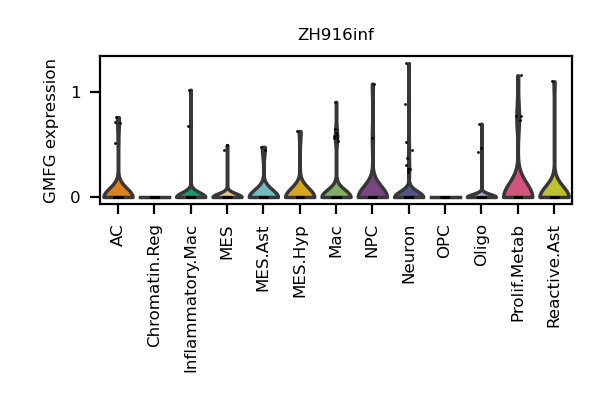 ZH916inf
GMFG expression
1
0
AC
Chromatin.Reg
Inflammatory.Mac
MES
MES.Ast
MES.Hyp
Mac
NPC
Neuron
OPC
Oligo
Prolif.Metab
Reactive.Ast